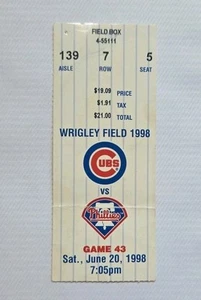 FIELD BOX
4-55111
139 7 5
AISLE ROW SEAT
$19.09 PRICE
$1.91 TAX
$21.00 TOTAL
WRIGLEY FIELD 1998
CUBS
VS
Phillies
GAME 43
Sat., June 20, 1998
7:05pm